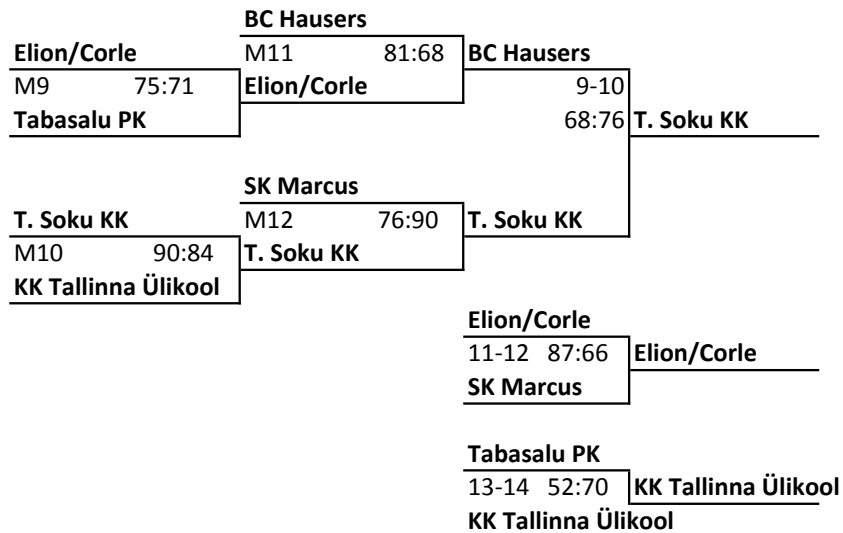 BC Hausers
Elion/Corle M11 81:68 BC Hausers
M9 75:71 Elion/Corle 9-10
Tabasalu PK 68:76 T. Soku KK
SK Marcus
T. Soku KK M12 76:90 T. Soku KK
M10 90:84 T. Soku KK
KK Tallinna Ülikool
Elion/Corle
11-12 87:66 Elion/Corle
SK Marcus
Tabasalu PK
13-14 52:70 KK Tallinna Ülikool
KK Tallinna Ülikool